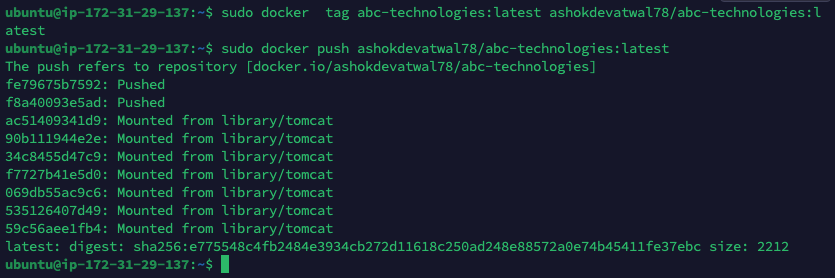 ubuntu@ip-172-31-29-137:~$ sudo docker  tag abc-technologies:latest ashokdevatwal78/abc-technologies:l
atest
ubuntu@ip-172-31-29-137:~$ sudo docker push ashokdevatwal78/abc-technologies:latest
The push refers to repository [docker.io/ashokdevatwal78/abc-technologies]
fe79675b7592: Pushed
f8a40093e5ad: Pushed
ac51409341d9: Mounted from library/tomcat
90b111944e2e: Mounted from library/tomcat
34c8455d47c9: Mounted from library/tomcat
f7727b41e5d0: Mounted from library/tomcat
069db55ac9c6: Mounted from library/tomcat
535126407d49: Mounted from library/tomcat
59c56aee1fb4: Mounted from library/tomcat
latest: digest: sha256:e775548c4fb2484e3934cb272d11618c250ad248e88572a0e74b45411fe37ebc size: 2212
ubuntu@ip-172-31-29-137:~$